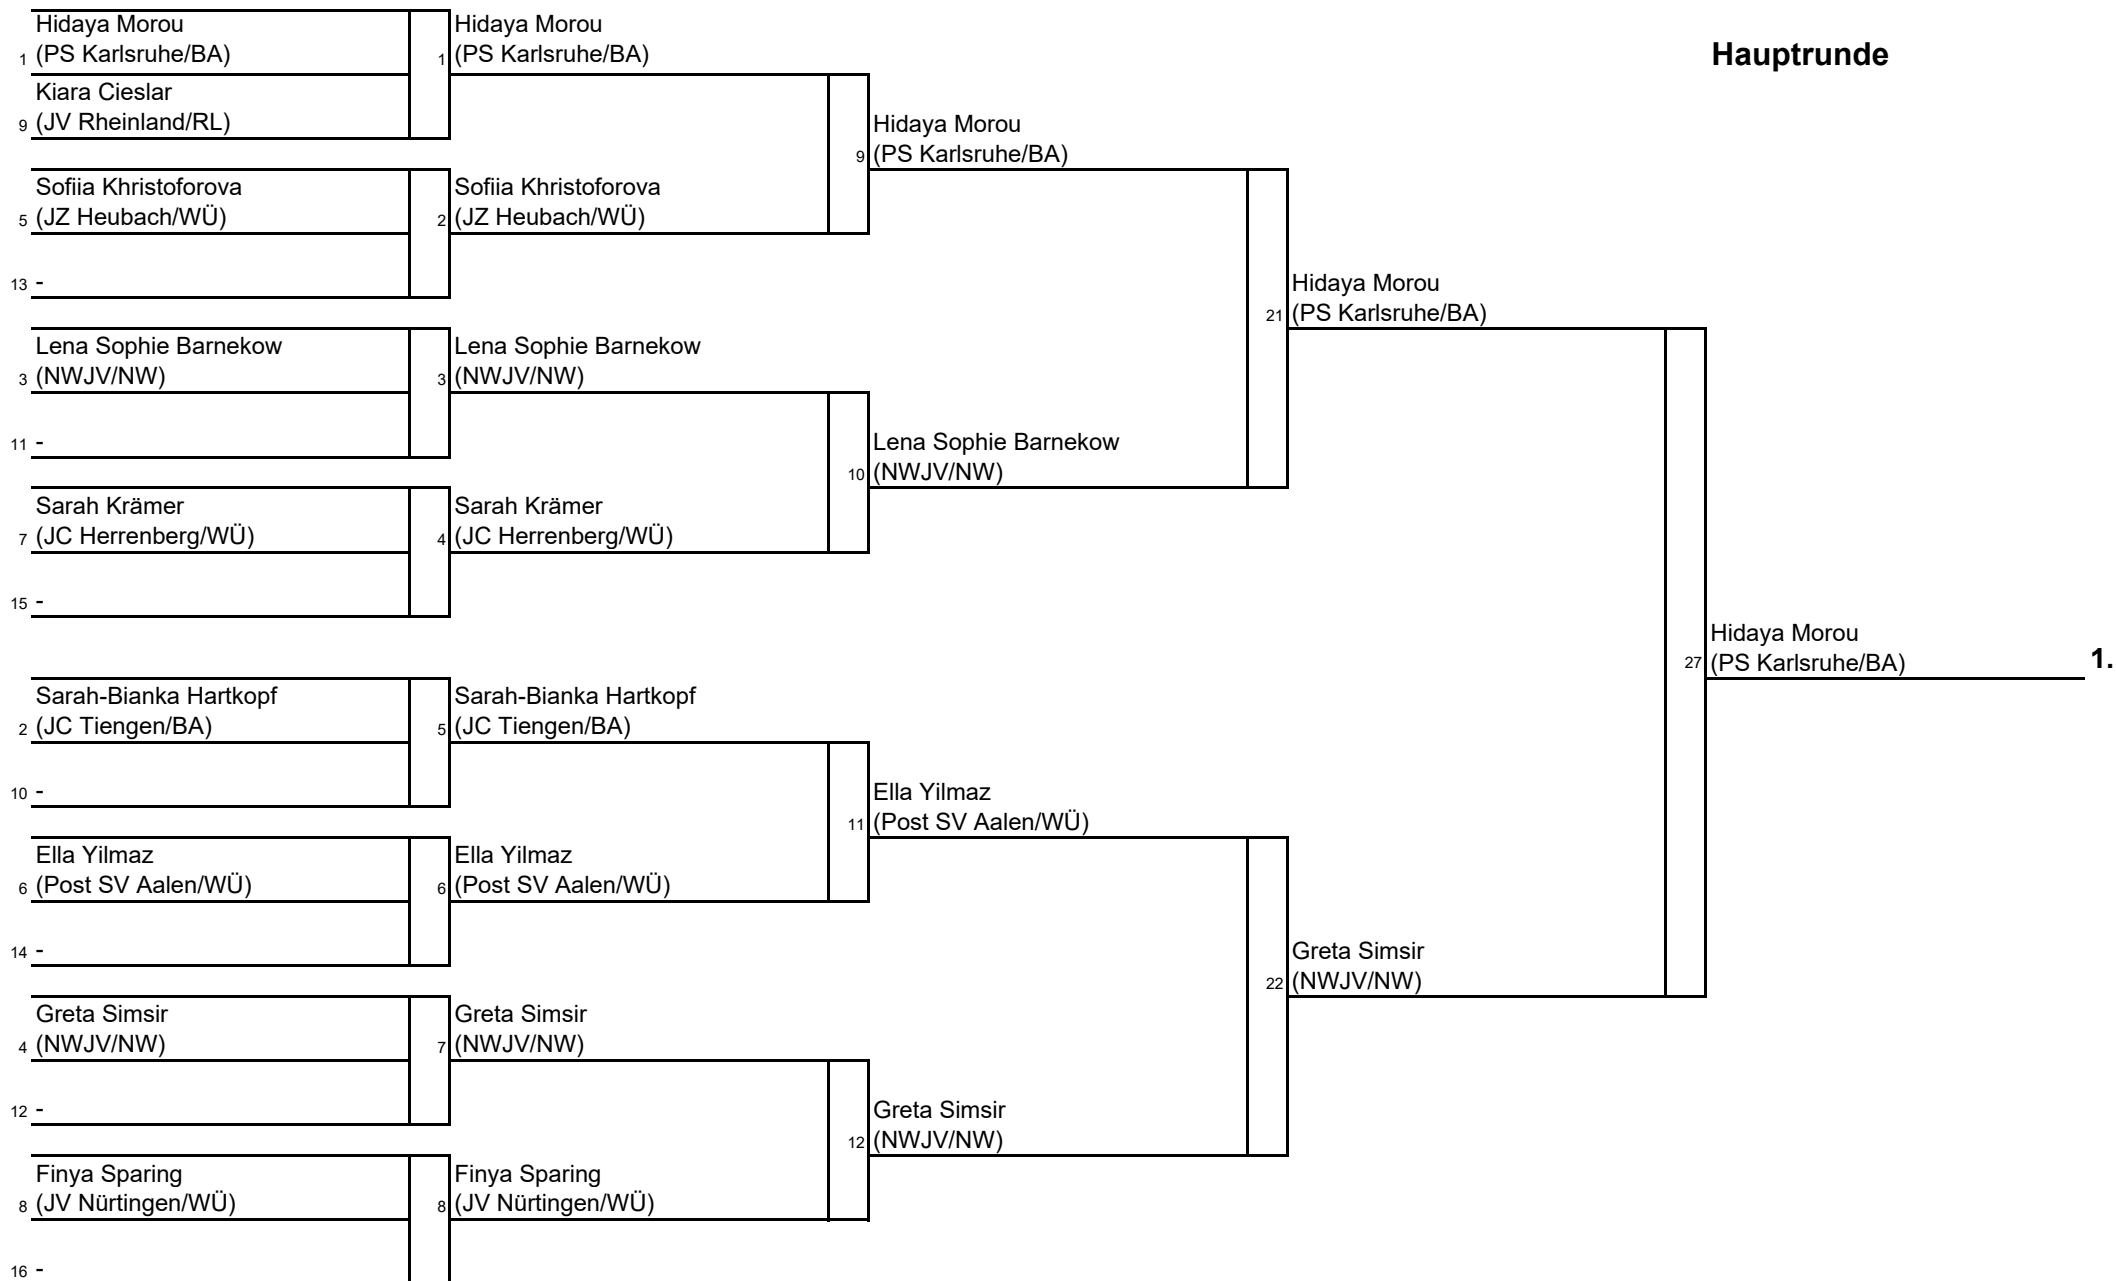 Hauptrunde
Hidaya Morou
1 (PS Karlsruhe/BA)
Kiara Cieslar
9 (JV Rheinland/RL)
Sofiia Khristoforova
5 (JZ Heubach/WÜ)
13 -
Lena Sophie Barnekow
3 (NWJV/NW)
11 -
Sarah Krämer
7 (JC Herrenberg/WÜ)
15 -
Sarah-Bianka Hartkopf
2 (JC Tiengen/BA)
10 -
Ella Yilmaz
6 (Post SV Aalen/WÜ)
14 -
Greta Simsir
4 (NWJV/NW)
12 -
Finya Sparing
8 (JV Nürtingen/WÜ)
16 -
Hidaya Morou
1 (PS Karlsruhe/BA)
Sofiia Khristoforova
2 (JZ Heubach/WÜ)
Lena Sophie Barnekow
3 (NWJV/NW)
Sarah Krämer
4 (JC Herrenberg/WÜ)
Sarah-Bianka Hartkopf
5 (JC Tiengen/BA)
Ella Yilmaz
6 (Post SV Aalen/WÜ)
Greta Simsir
7 (NWJV/NW)
Finya Sparing
8 (JV Nürtingen/WÜ)
Hidaya Morou
9 (PS Karlsruhe/BA)
Lena Sophie Barnekow
10 (NWJV/NW)
Ella Yilmaz
11 (Post SV Aalen/WÜ)
Greta Simsir
12 (NWJV/NW)
Hidaya Morou
21 (PS Karlsruhe/BA)
Greta Simsir
22 (NWJV/NW)
Hidaya Morou
27 (PS Karlsruhe/BA) 1.